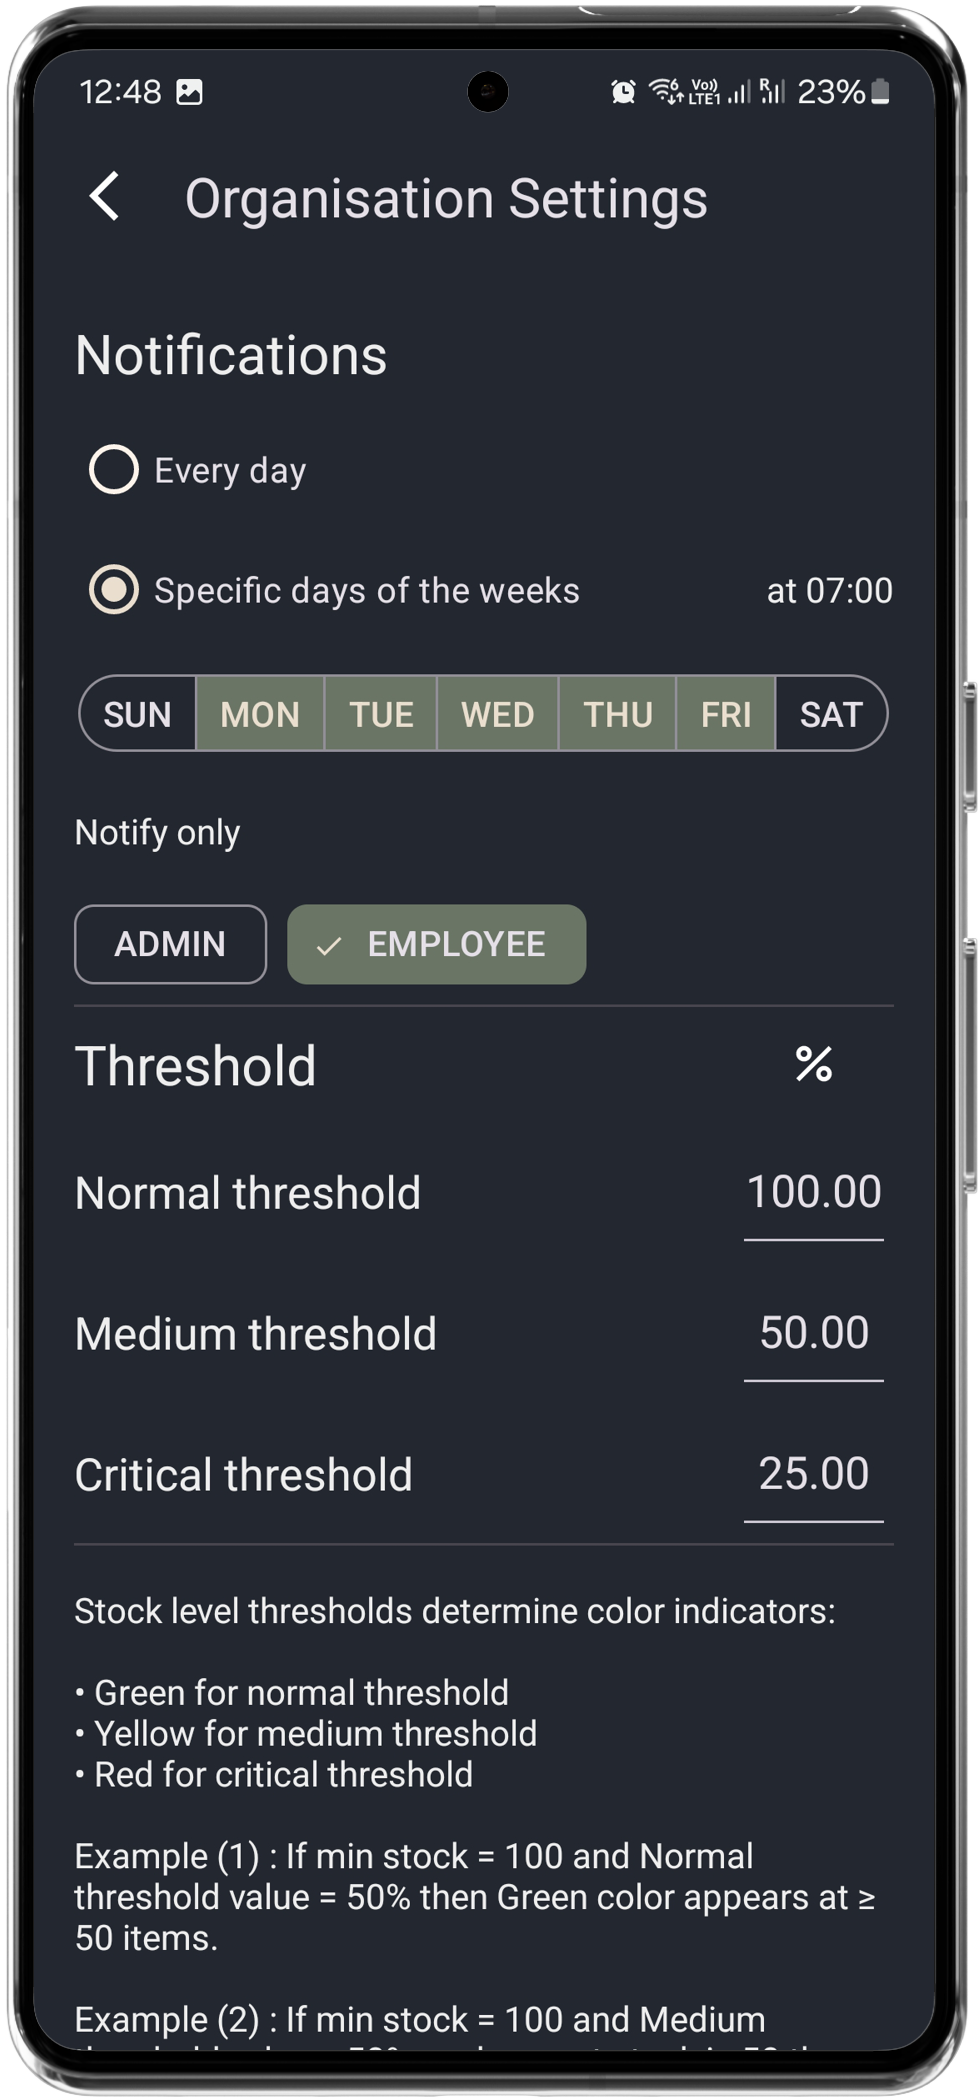 12:48 Vo)) LTE1 R 23%
Organisation Settings
Notifications
Every day
Specific days of the weeks at 07:00
SUN MON TUE WED THU FRI SAT
Notify only
ADMIN EMPLOYEE
Threshold %
Normal threshold 100.00
Medium threshold 50.00
Critical threshold 25.00
Stock level thresholds determine color indicators:
• Green for normal threshold
• Yellow for medium threshold
• Red for critical threshold
Example (1) : If min stock = 100 and Normal
threshold value = 50% then Green color appears at ≥
50 items.
Example (2) : If min stock = 100 and Medium